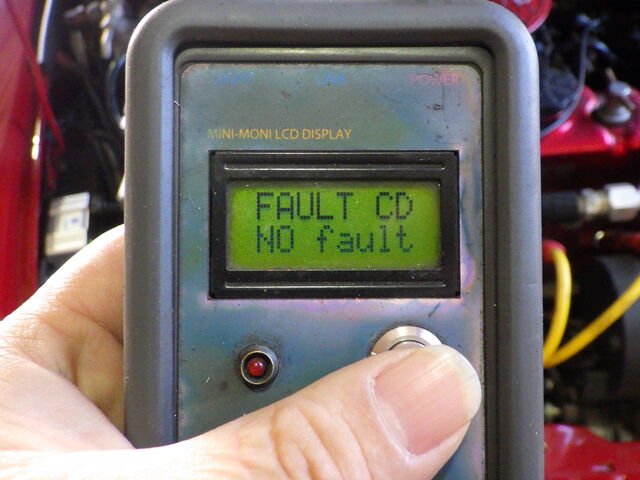 POWER
MINI-MONI LCD DISPLAY
FAULT CD
NO fault